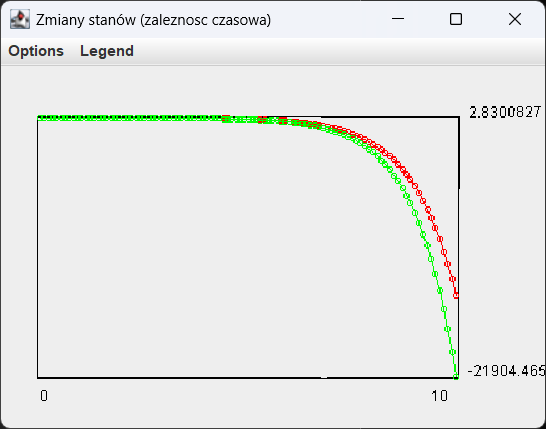 Zmiany stanów (zaleznosc czasowa)
Options Legend
2.8300827
-21904.465
0 10